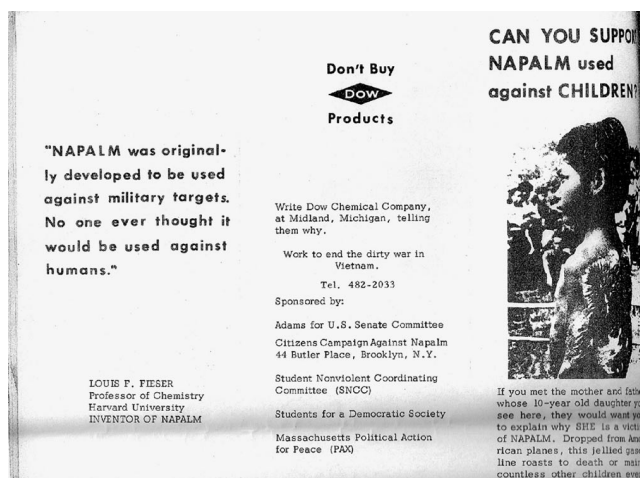 "NAPALM was original-
ly developed to be used
against military targets.
No one ever thought it
would be used against
humans."
LOUIS F. FIESER
Professor of Chemistry
Harvard University
INVENTOR OF NAPALM
Don't Buy
DOW
Products
Write Dow Chemical Company,
at Midland, Michigan, telling
them why.
Work to end the dirty war in
Vietnam.
Tel. 482-2033
Sponsored by:
Adams for U.S. Senate Committee
Citizens Campaign Against Napalm
44 Butler Place, Brooklyn, N.Y.
Student Nonviolent Coordinating
Committee (SNCC)
Students for a Democratic Society
Massachusetts Political Action
for Peace (PAX)
CAN YOU SUPPORT
NAPALM used
against CHILDREN?
If you met the mother and
whose 10-year old daughter
see here, they would want
to explain why SHE is a
of NAPALM. Dropped from
rican planes, this jellied
line roasts to death or
countless other children